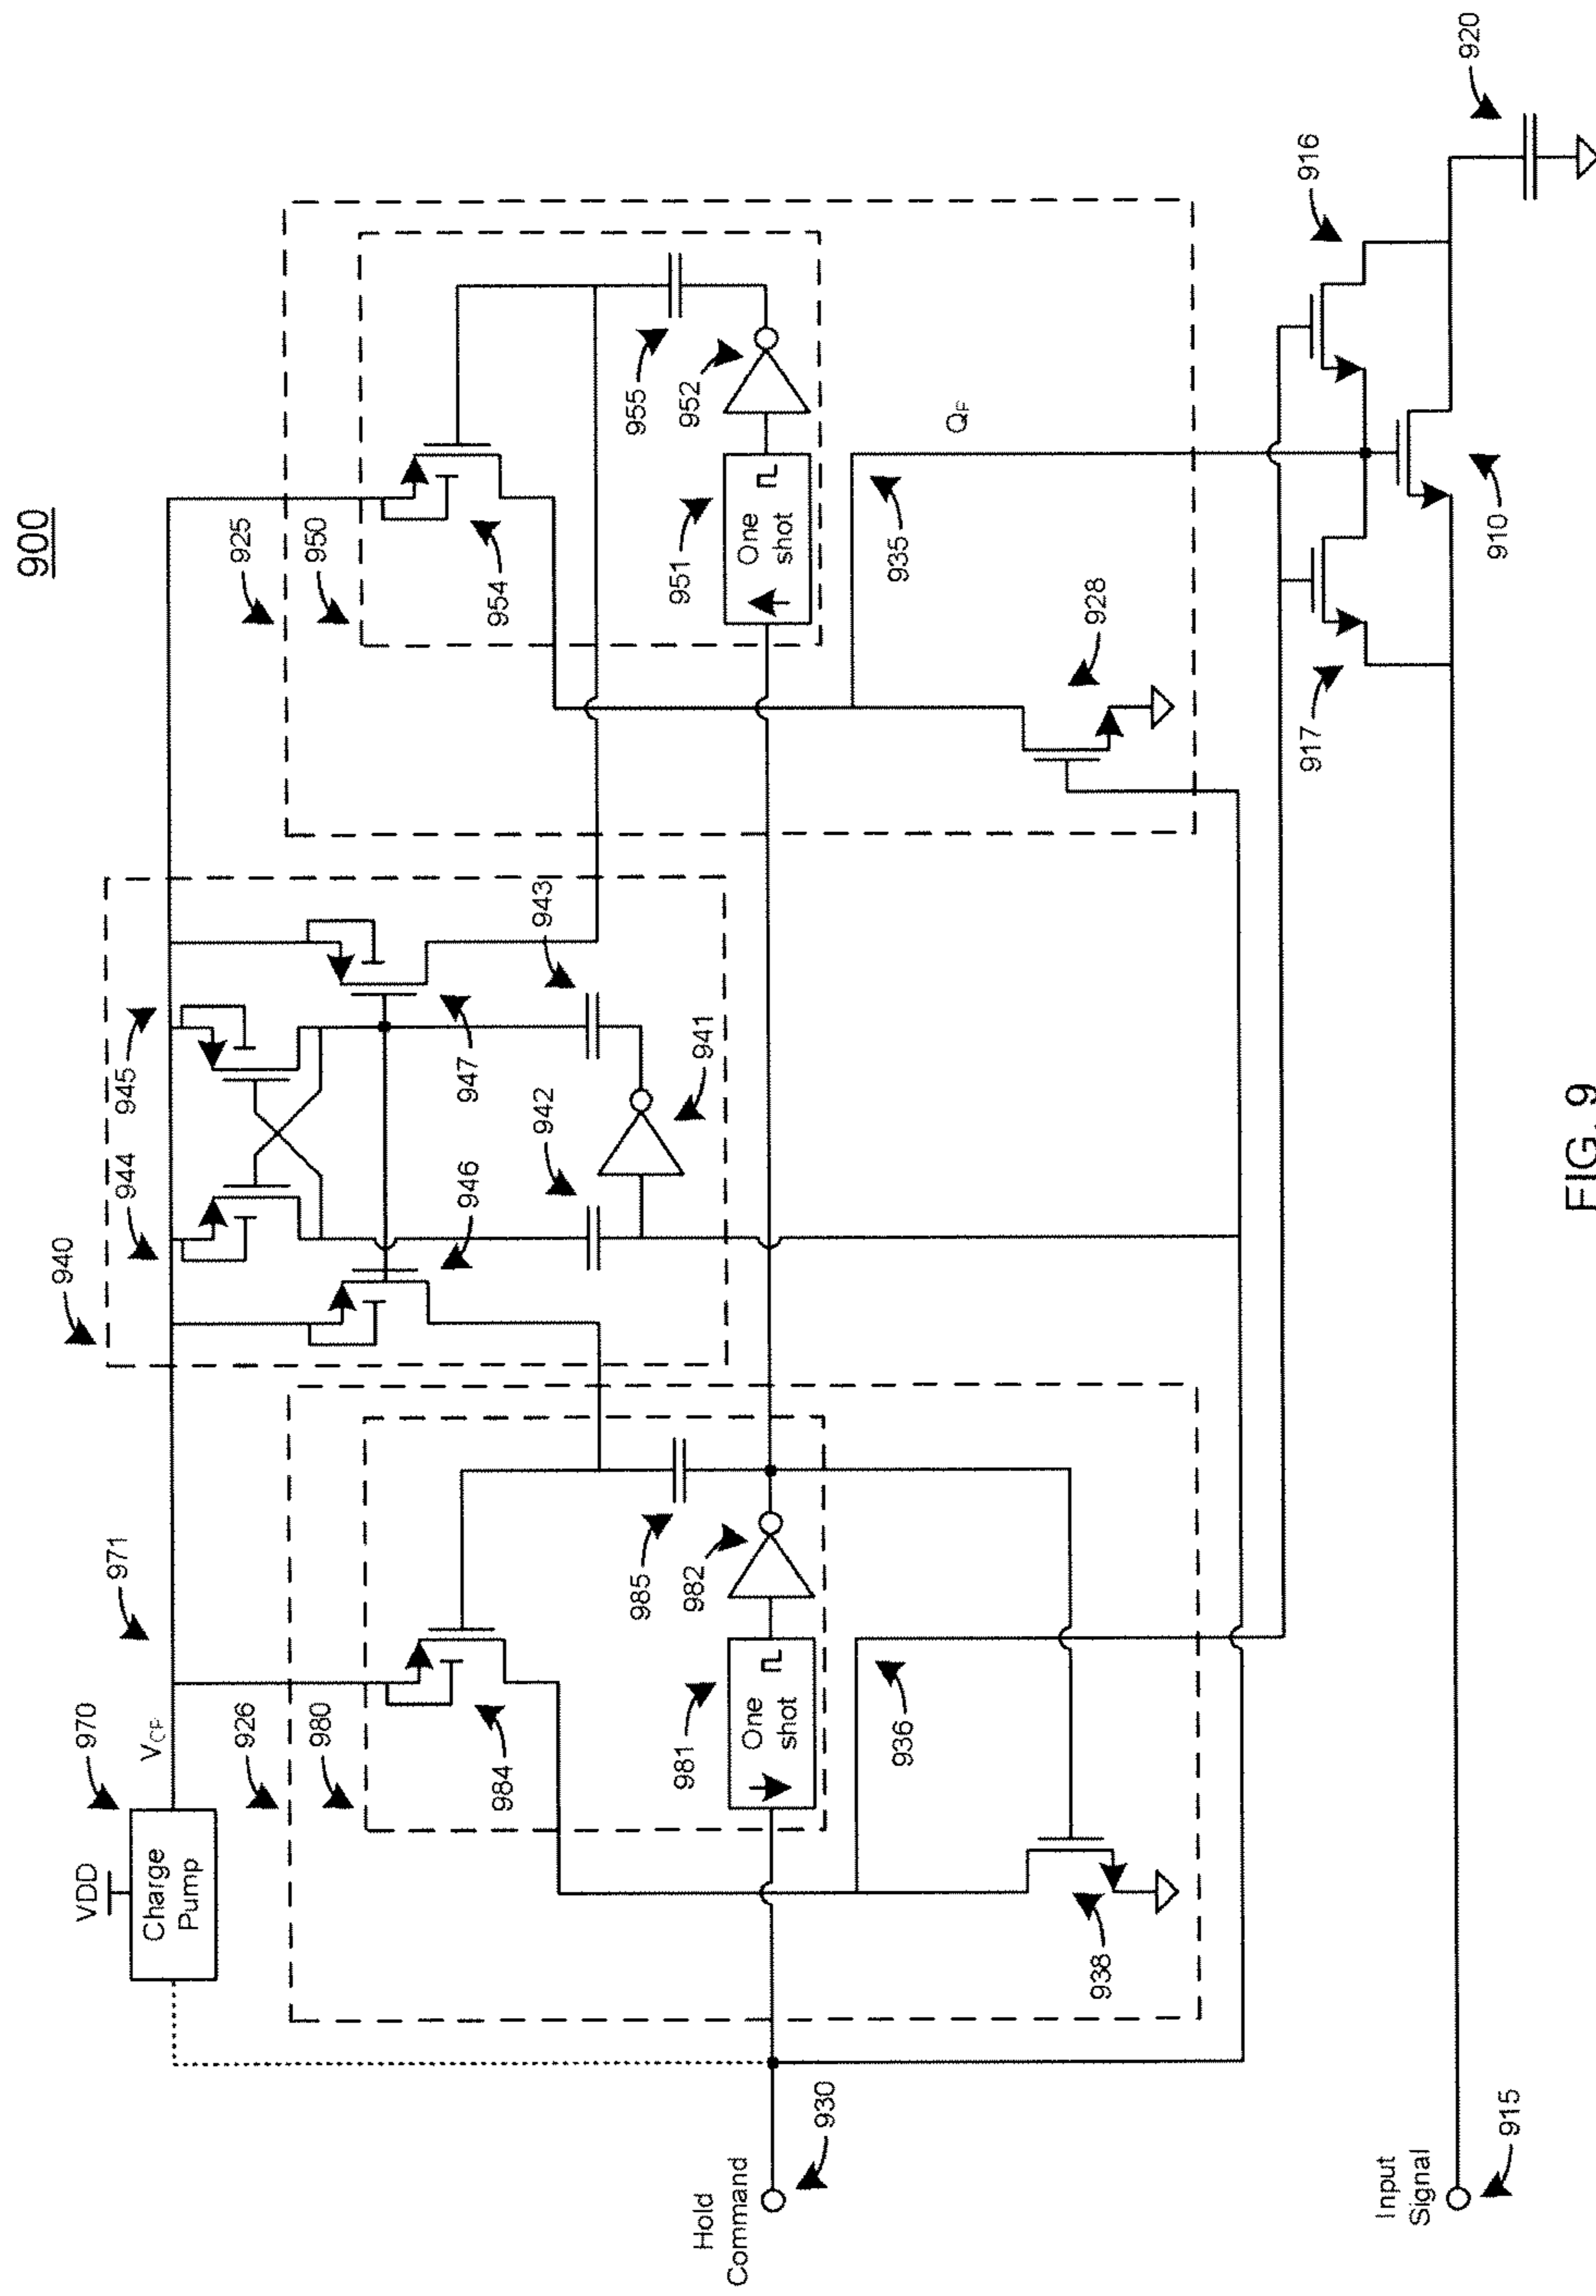 900
VDD
Charge
Pump
970
V_CP
971
940
944
945
946
947
942
943
941
925
950
954
955
952
951
One
shot
935
928
Q_P
926
980
984
985
982
981
One
shot
936
938
Hold
Command
930
Input
Signal
915
917
916
910
920
FIG. 9